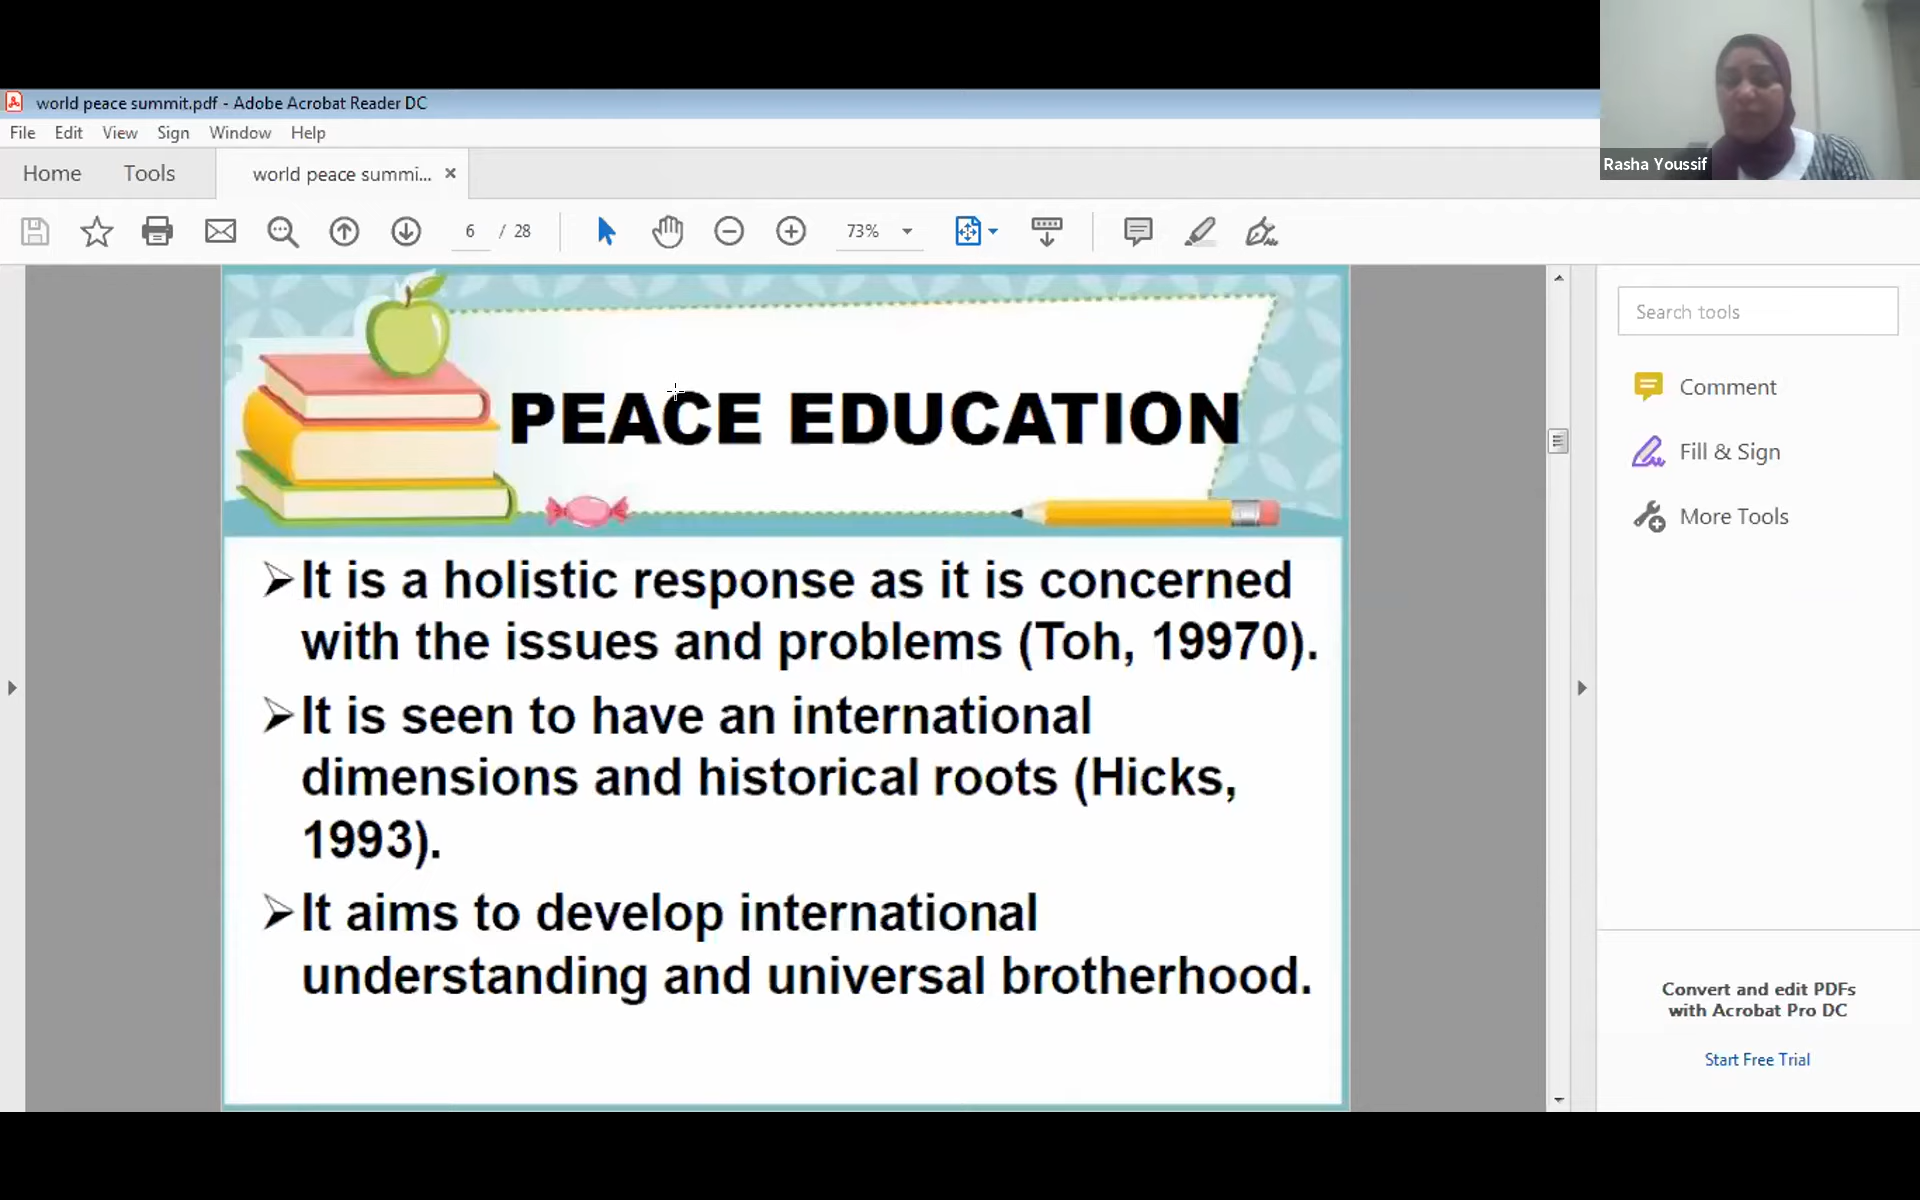 world peace summit.pdf - Adobe Acrobat Reader DC
File Edit View Sign Window Help
Home Tools world peace summi... ×
6 / 28 73%
Rasha Youssif
PEACE EDUCATION
➢It is a holistic response as it is concerned
with the issues and problems (Toh, 19970).
➢It is seen to have an international
dimensions and historical roots (Hicks,
1993).
➢It aims to develop international
understanding and universal brotherhood.
Search tools
Comment
Fill & Sign
More Tools
Convert and edit PDFs
with Acrobat Pro DC
Start Free Trial